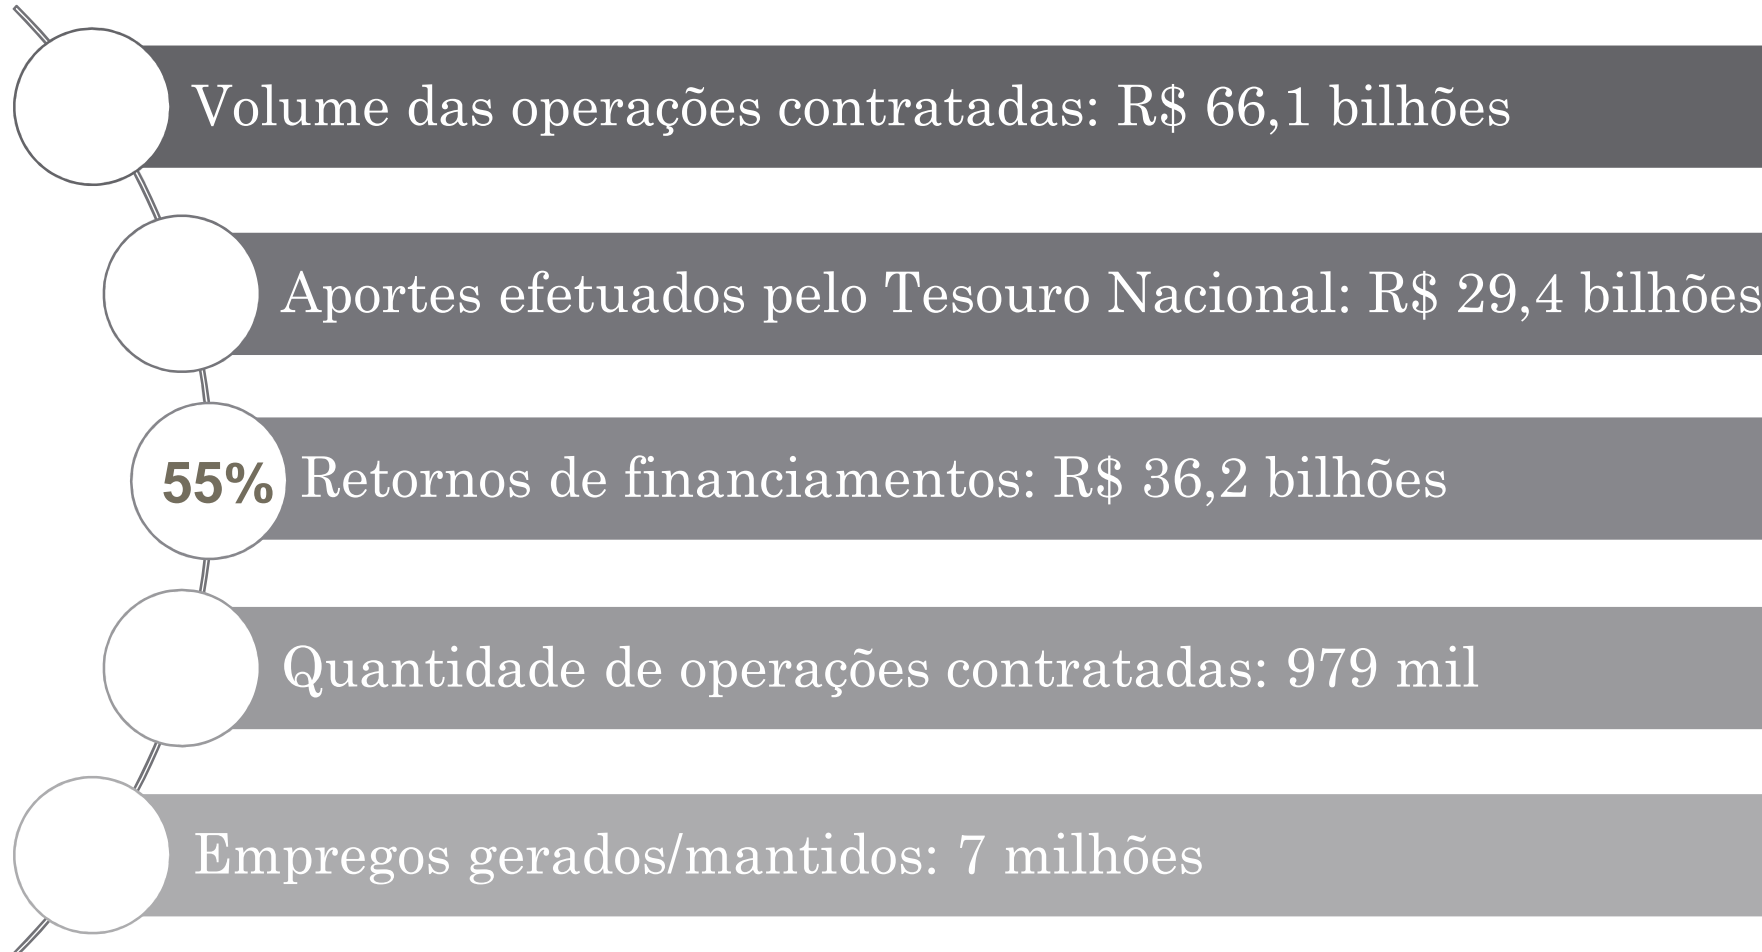 Volume das operações contratadas: R$ 66,1 bilhões
Aportes efetuados pelo Tesouro Nacional: R$ 29,4 bilhões
55% Retornos de financiamentos: R$ 36,2 bilhões
Quantidade de operações contratadas: 979 mil
Empregos gerados/mantidos: 7 milhões